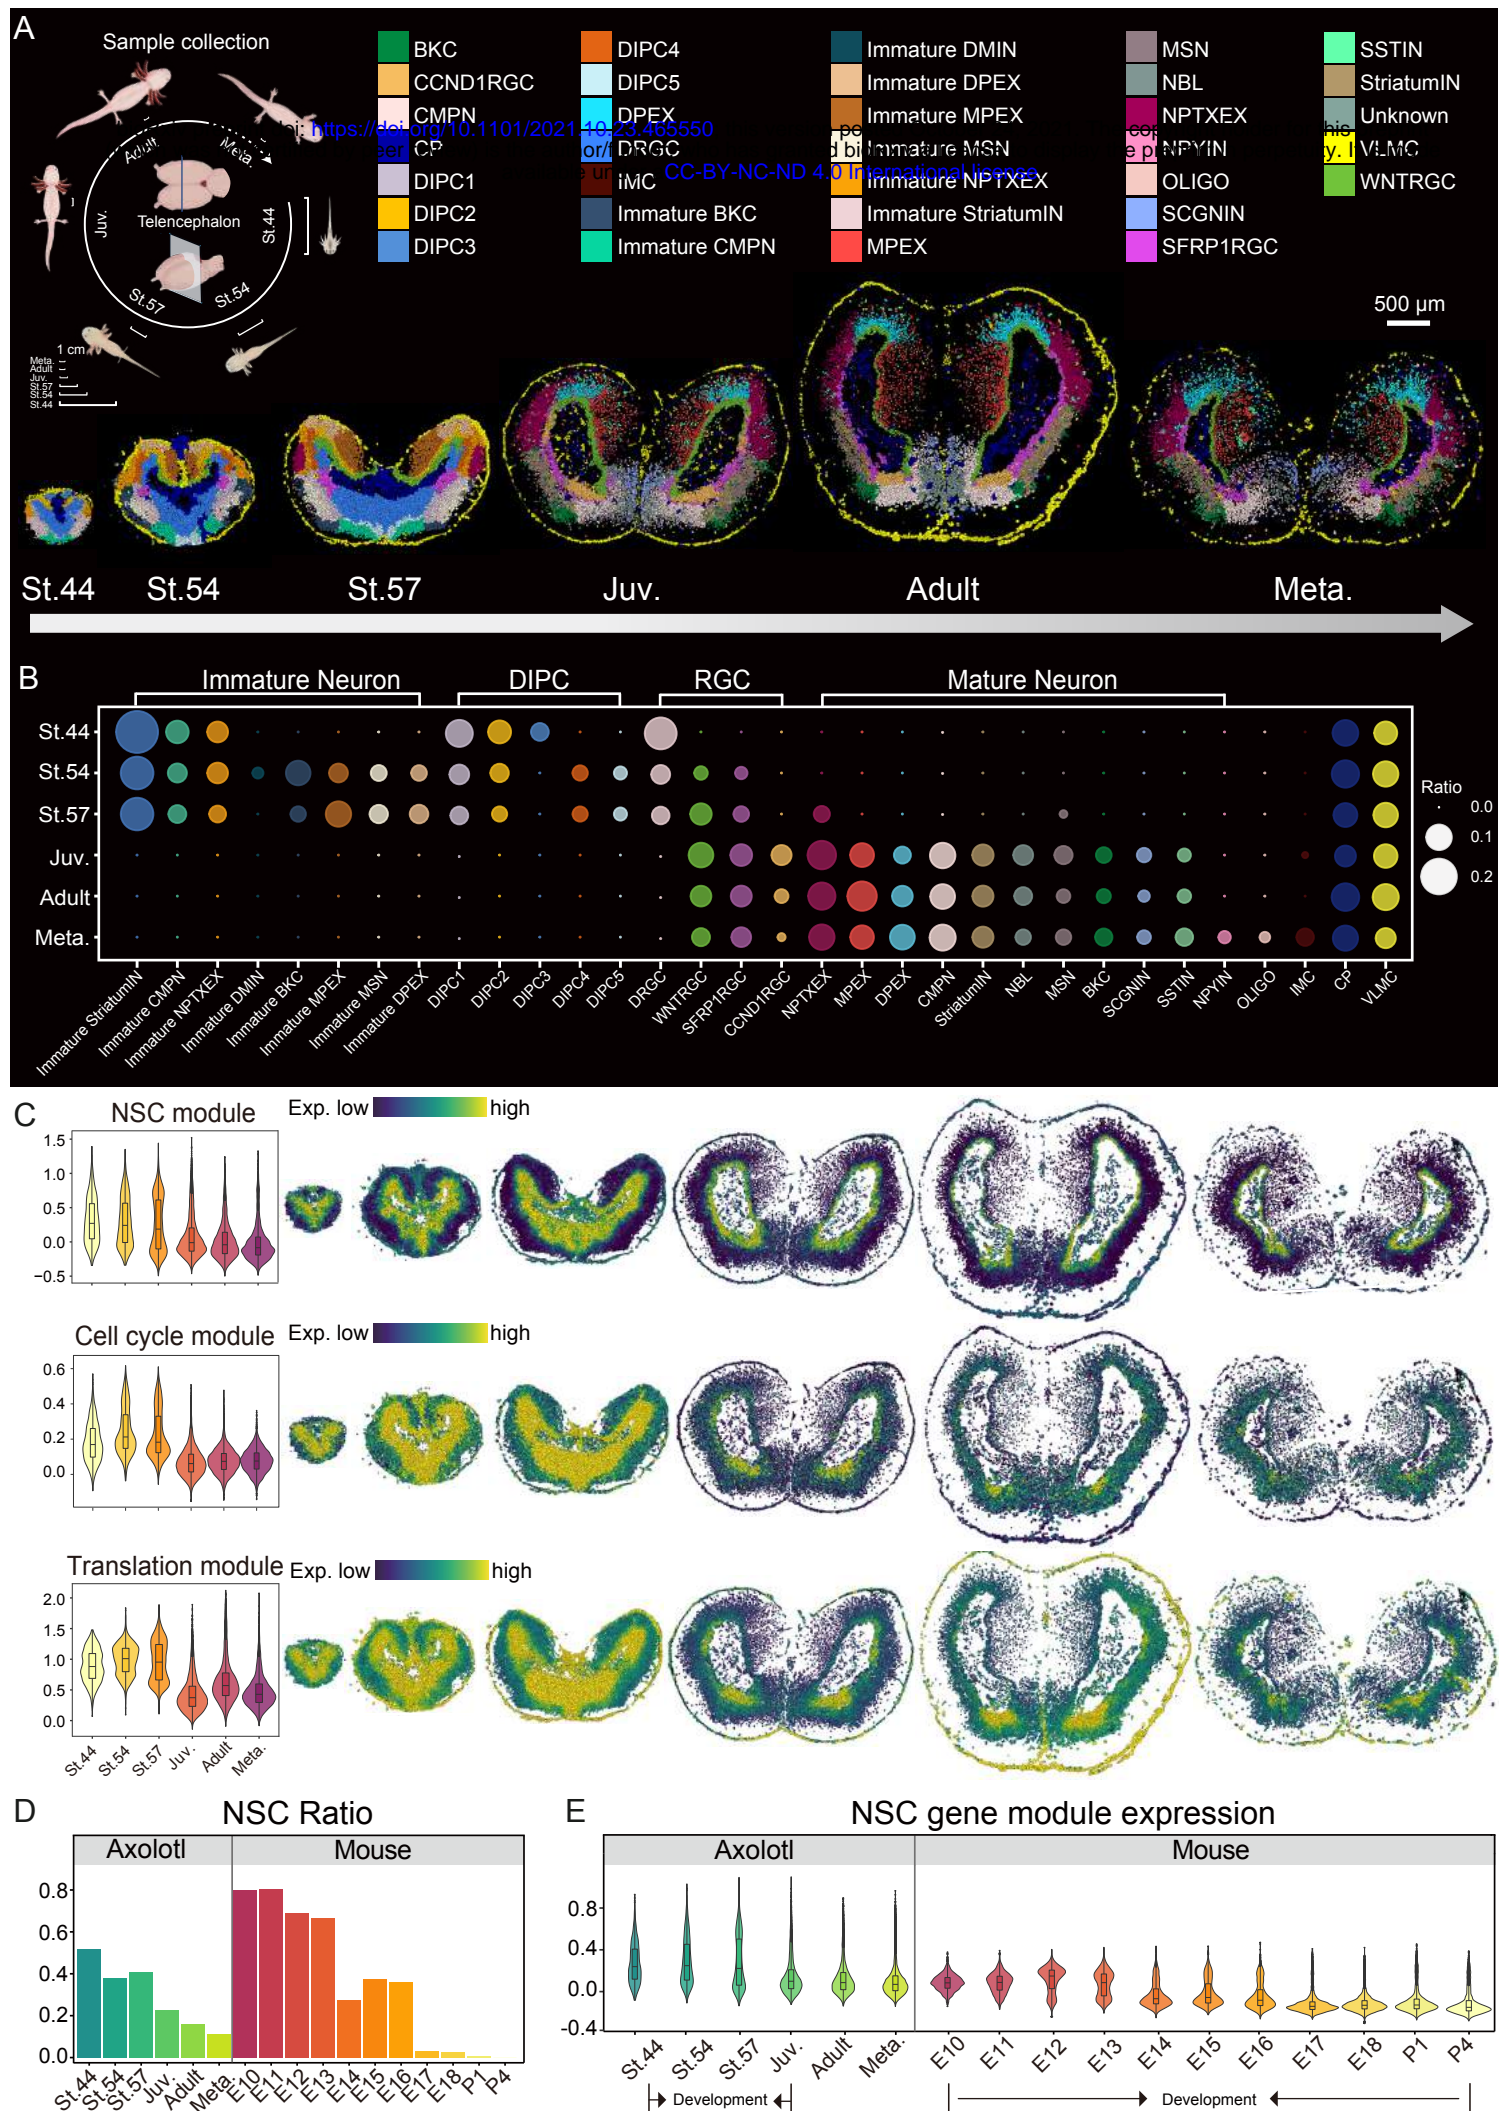 A
Sample collection
Adult
Meta.
Juv.
Telencephalon
St.44
St.57
St.54
1 cm
Meta.
Adult
Juv.
St.57
St.54
St.44
BKC
CCND1RGC
CMPN
CP
DIPC1
DIPC2
DIPC3
DIPC4
DIPC5
DPEX
DRGC
IMC
Immature BKC
Immature CMPN
Immature DMIN
Immature DPEX
Immature MPEX
Immature MSN
Immature NPTXEX
Immature StriatumIN
MPEX
MSN
NBL
NPTXEX
NPYIN
OLIGO
SCGNIN
SFRP1RGC
SSTIN
StriatumIN
Unknown
VLMC
WNTRGC
doi: https://doi.org/10.1101/2021.10.23.465550
CC-BY-NC-ND 4.0 International license
500 μm
St.44 St.54 St.57 Juv. Adult Meta.
B
Immature Neuron DIPC RGC Mature Neuron
St.44
St.54
St.57
Juv.
Adult
Meta.
Ratio
0.0
0.1
0.2
Immature StriatumIN
Immature CMPN
Immature NPTXEX
Immature DMIN
Immature BKC
Immature MPEX
Immature MSN
Immature DPEX
DIPC1
DIPC2
DIPC3
DIPC4
DIPC5
DRGC
WNTRGC
SFRP1RGC
CCND1RGC
NPTXEX
MPEX
DPEX
CMPN
StriatumIN
NBL
MSN
BKC
SCGNIN
SSTIN
NPYIN
OLIGO
IMC
CP
VLMC
C
NSC module
Exp. low high
1.5
1.0
0.5
0.0
−0.5
Cell cycle module
Exp. low high
0.6
0.4
0.2
0.0
Translation module
Exp. low high
2.0
1.5
1.0
0.5
0.0
St.44 St.54 St.57 Juv. Adult Meta.
D
NSC Ratio
Axolotl Mouse
0.8
0.6
0.4
0.2
0.0
St.44 St.54 St.57 Juv. Adult Meta. E10 E11 E12 E13 E14 E15 E16 E17 E18 P1 P4
E
NSC gene module expression
Axolotl Mouse
0.8
0.4
0.0
-0.4
St.44 St.54 St.57 Juv. Adult Meta. E10 E11 E12 E13 E14 E15 E16 E17 E18 P1 P4
Development Development